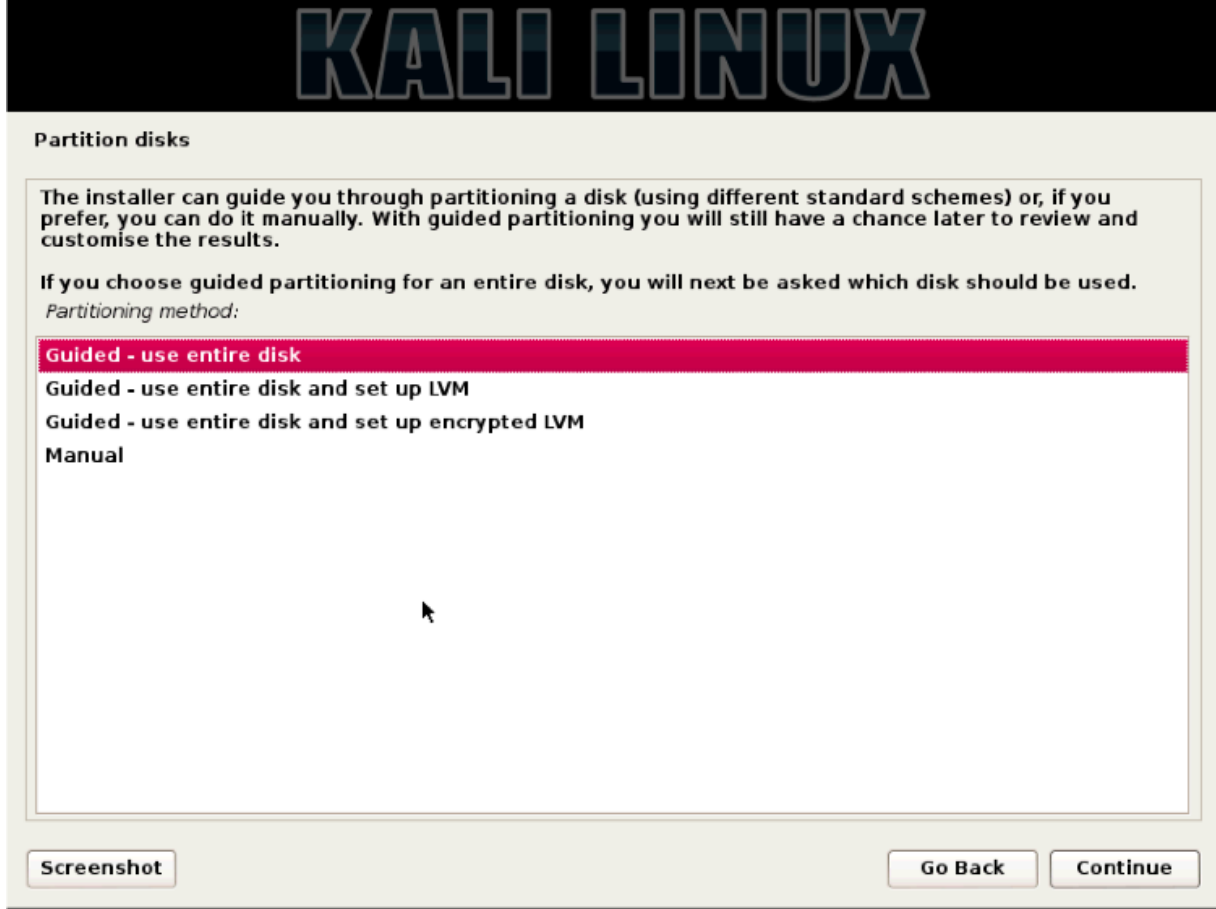 KALI LINUX
Partition disks
The installer can guide you through partitioning a disk (using different standard schemes) or, if you
prefer, you can do it manually. With guided partitioning you will still have a chance later to review and
customise the results.
If you choose guided partitioning for an entire disk, you will next be asked which disk should be used.
Partitioning method:
Guided - use entire disk
Guided - use entire disk and set up LVM
Guided - use entire disk and set up encrypted LVM
Manual
Screenshot
Go Back
Continue